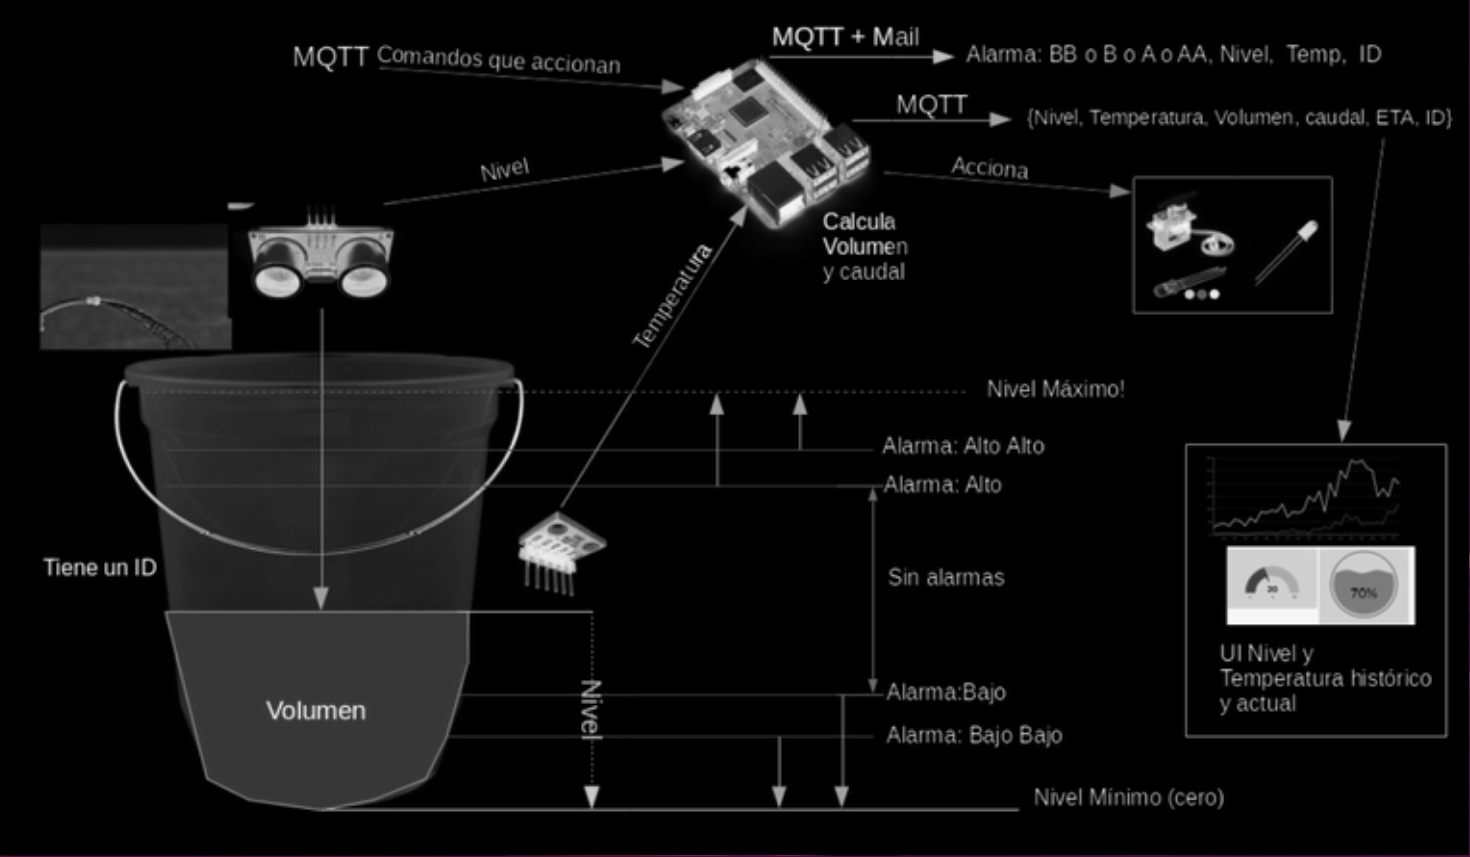 MQTT Comandos que accionan
MQTT + Mail
Alarma: BB o B o A o AA, Nivel, Temp, ID
MQTT
{Nivel, Temperatura, Volumen, caudal, ETA, ID}
Nivel
Acciona
Calcula
Volumen
y caudal
Temperatura
Nivel Máximo!
Alarma: Alto Alto
Alarma: Alto
Tiene un ID
Sin alarmas
30
70%
UI Nivel y
Temperatura histórico
y actual
Nivel
Alarma:Bajo
Volumen
Alarma: Bajo Bajo
Nivel Mínimo (cero)